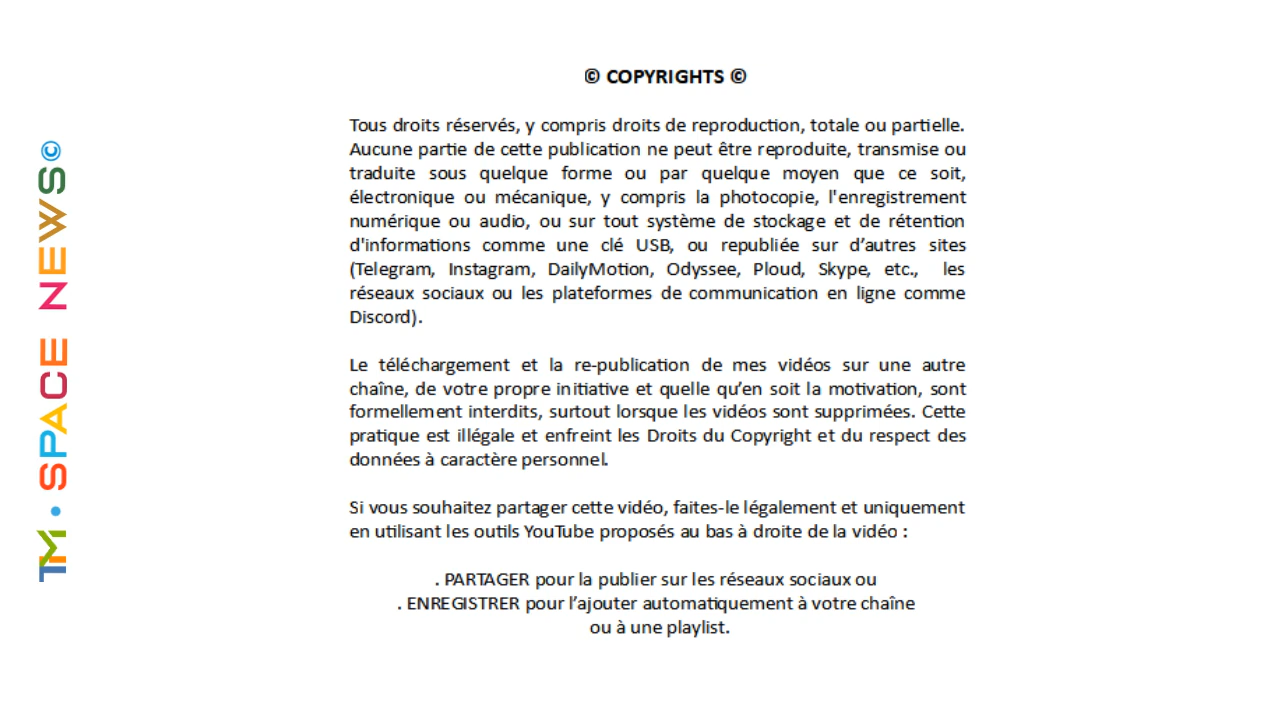 © COPYRIGHTS ©
Tous droits réservés, y compris droits de reproduction, totale ou partielle.
Aucune partie de cette publication ne peut être reproduite, transmise ou
traduite sous quelque forme ou par quelque moyen que ce soit,
électronique ou mécanique, y compris la photocopie, l'enregistrement
numérique ou audio, ou sur tout système de stockage et de rétention
d'informations comme une clé USB, ou republiée sur d’autres sites
(Telegram, Instagram, DailyMotion, Odyssee, Ploud, Skype, etc., les
réseaux sociaux ou les plateformes de communication en ligne comme
Discord).
Le téléchargement et la re-publication de mes vidéos sur une autre
chaîne, de votre propre initiative et quelle qu’en soit la motivation, sont
formellement interdits, surtout lorsque les vidéos sont supprimées. Cette
pratique est illégale et enfreint les Droits du Copyright et du respect des
données à caractère personnel.
Si vous souhaitez partager cette vidéo, faites-le légalement et uniquement
en utilisant les outils YouTube proposés au bas à droite de la vidéo :
. PARTAGER pour la publier sur les réseaux sociaux ou
. ENREGISTRER pour l’ajouter automatiquement à votre chaîne
ou à une playlist.
TM • SPACE NEWS©